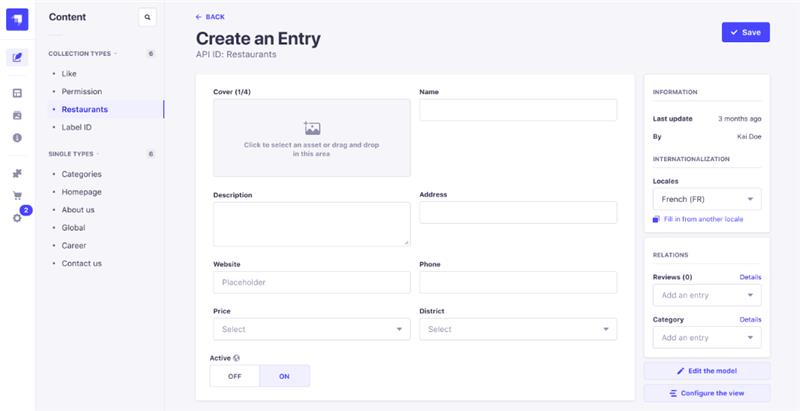 Content
COLLECTION TYPES
6
Like
Permission
Restaurants
Label ID
SINGLE TYPES
6
Categories
Homepage
About us
Global
Career
Contact us
2
BACK
Create an Entry
API ID: Restaurants
Save
Cover (1/4)
Click to select an asset or drag and drop
in this area
Name
Description
Address
Website
Placeholder
Phone
Price
Select
District
Select
Active
OFF
ON
INFORMATION
Last update 3 months ago
By Kai Doe
INTERNATIONALIZATION
Locales
French (FR)
Fill in from another locale
RELATIONS
Reviews (0) Details
Add an entry
Category Details
Add an entry
Edit the model
Configure the view